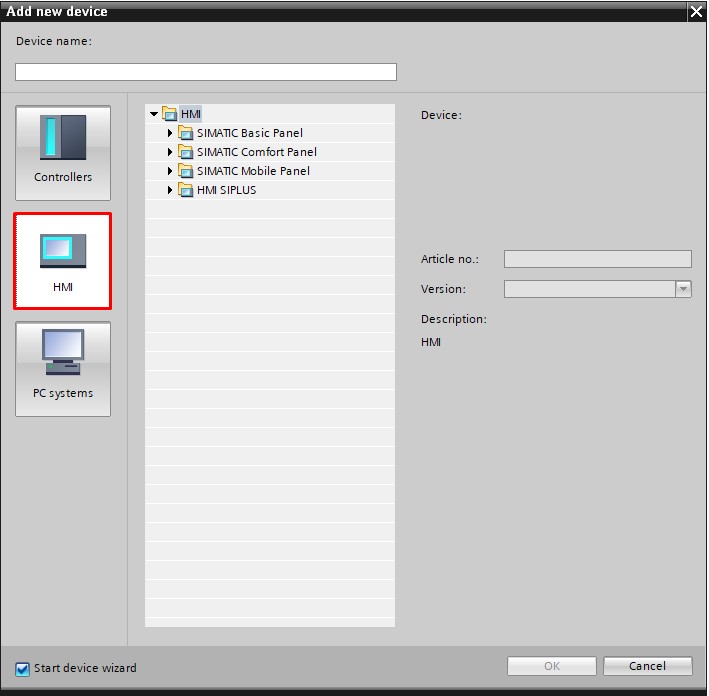 Add new device
Device name:
Controllers
HMI
PC systems
HMI
SIMATIC Basic Panel
SIMATIC Comfort Panel
SIMATIC Mobile Panel
HMI SIPLUS
Device:
Article no.:
Version:
Description:
HMI
Start device wizard
OK
Cancel